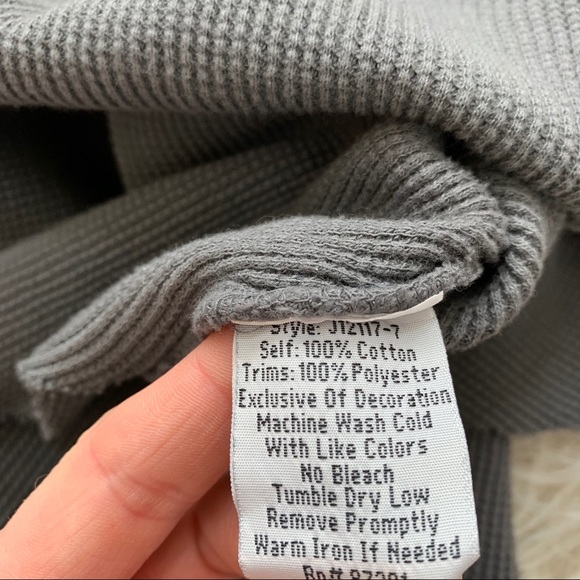 Style: J12117-7
Self: 100% Cotton
Trims: 100% Polyester
Exclusive Of Decoration
Machine Wash Cold
With Like Colors
No Bleach
Tumble Dry Low
Remove Promptly
Warm Iron If Needed
Rn#